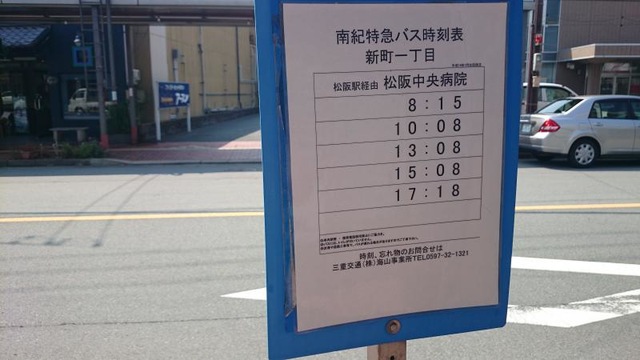 南紀特急バス時刻表
新町一丁目
松阪駅経由 松阪中央病院
8:15
10:08
13:08
15:08
17:18
時刻、忘れ物のお問合せは
三重交通(株)海山事業所TEL0597-32-1321